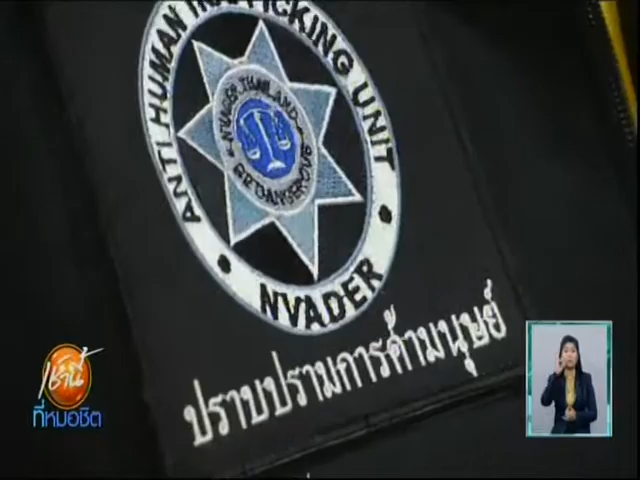 ANTI HUMAN TRAFFICKING UNIT
NVADER
ปราบปรามการค้ามนุษย์
เช้านี้
ที่หมอชิต